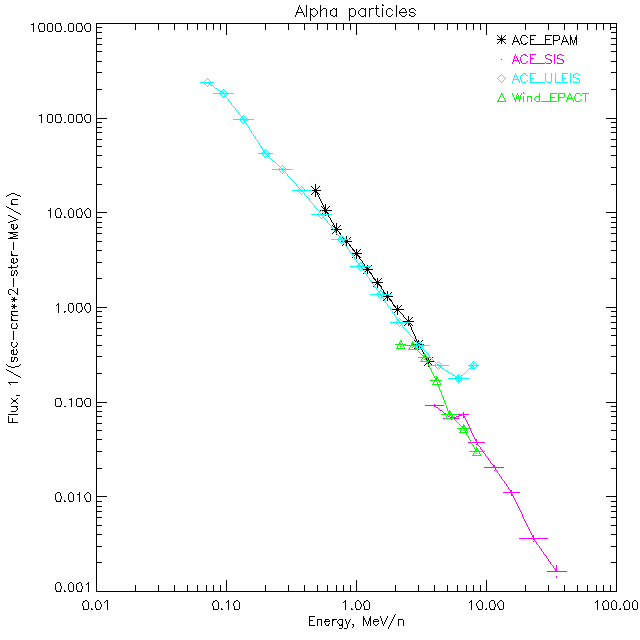 Alpha particles
1000.000
100.000
10.000
1.000
0.100
0.010
0.001
Flux, 1/(sec-cm**2-ster-MeV/n)
ACE_EPAM
ACE_SIS
ACE_ULEIS
Wind_EPACT
0.01 0.10 1.00 10.00 100.00
Energy, MeV/n